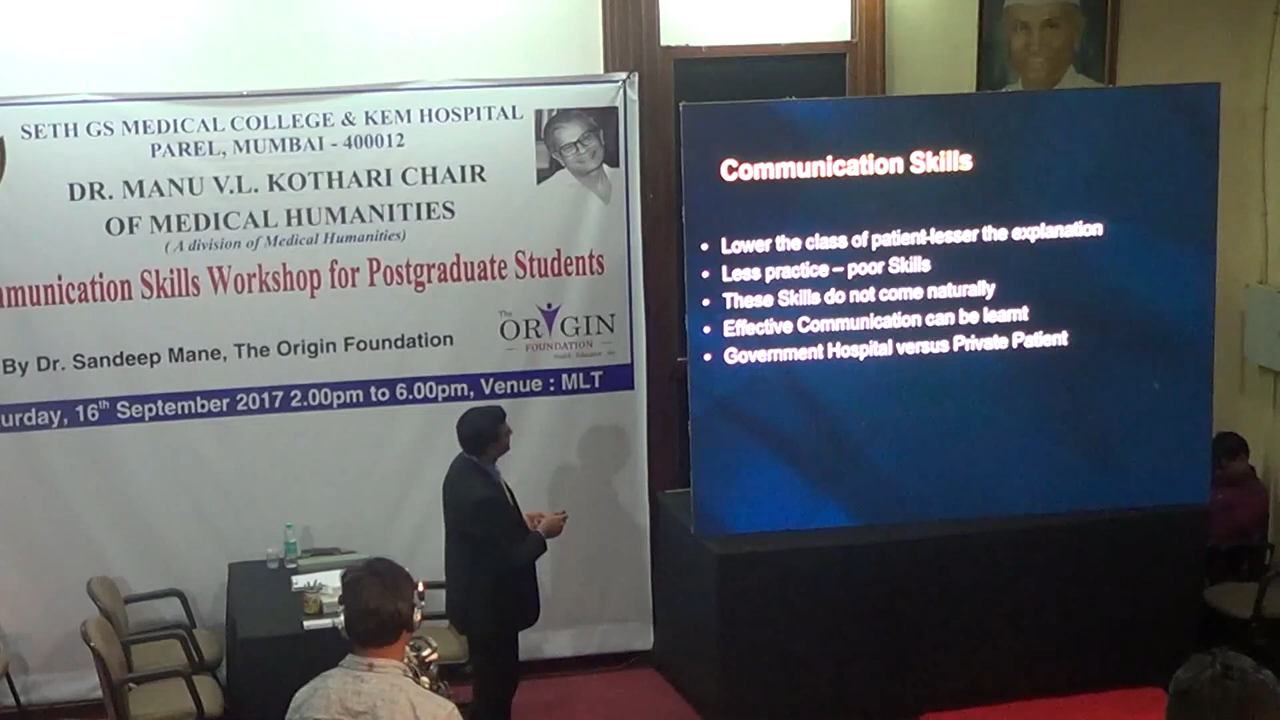 SETH GS MEDICAL COLLEGE & KEM HOSPITAL
PAREL, MUMBAI - 400012
DR. MANU V.L. KOTHARI CHAIR
OF MEDICAL HUMANITIES
( A division of Medical Humanities)
mmunication Skills Workshop for Postgraduate Students
By Dr. Sandeep Mane, The Origin Foundation
The
ORIGIN
FOUNDATION
urday, 16th September 2017 2.00pm to 6.00pm, Venue : MLT
Communication Skills
• Lower the class of patient-lesser the explanation
• Less practice – poor Skills
• These Skills do not come naturally
• Effective Communication can be learnt
• Government Hospital versus Private Patient